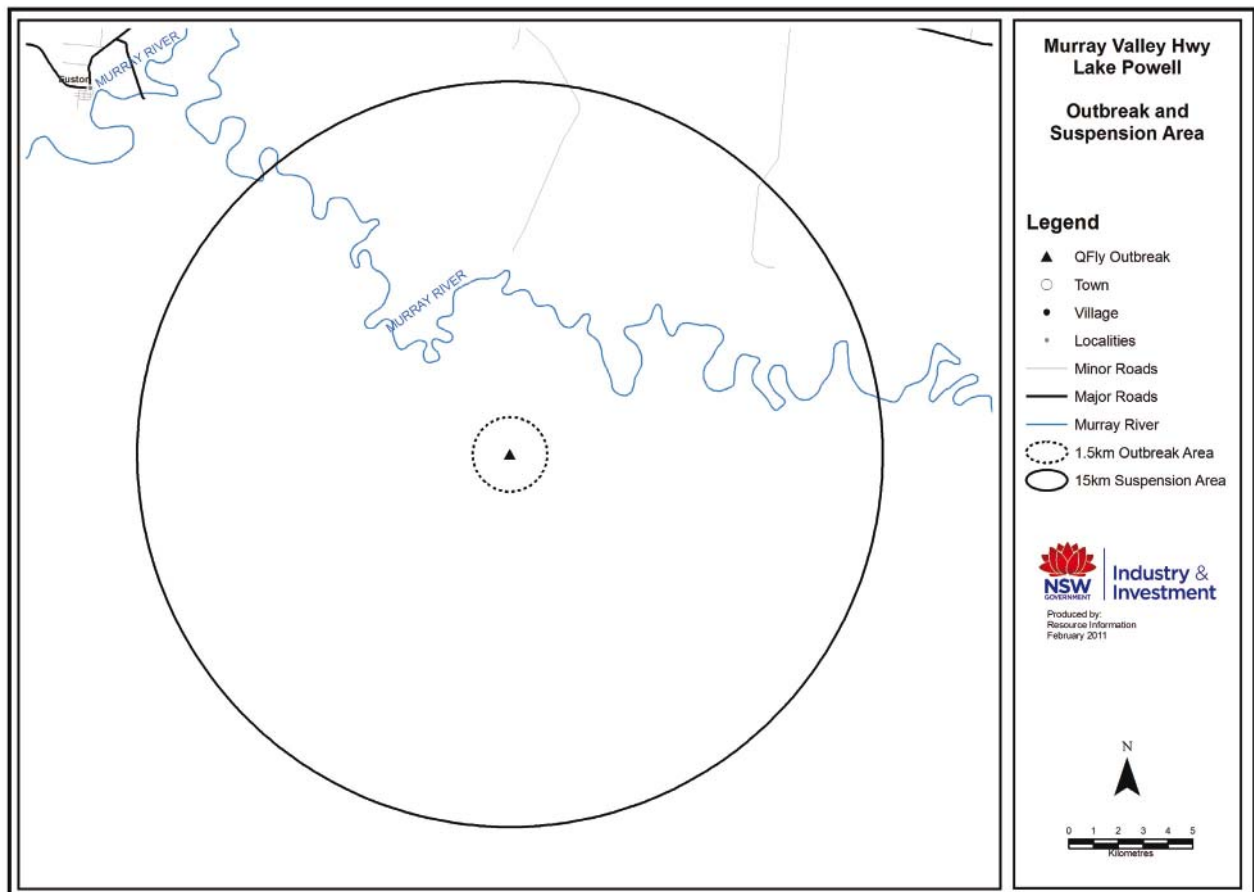 Murray Valley Hwy
Lake Powell
Outbreak and
Suspension Area
Euston
MURRAY RIVER
MURRAY RIVER
Legend
QFly Outbreak
Town
Village
Localities
Minor Roads
Major Roads
Murray River
1.5km Outbreak Area
15km Suspension Area
NSW
GOVERNMENT
Industry &
Investment
Produced by:
Resource Information
February 2011
N
0 1 2 3 4 5
Kilometres